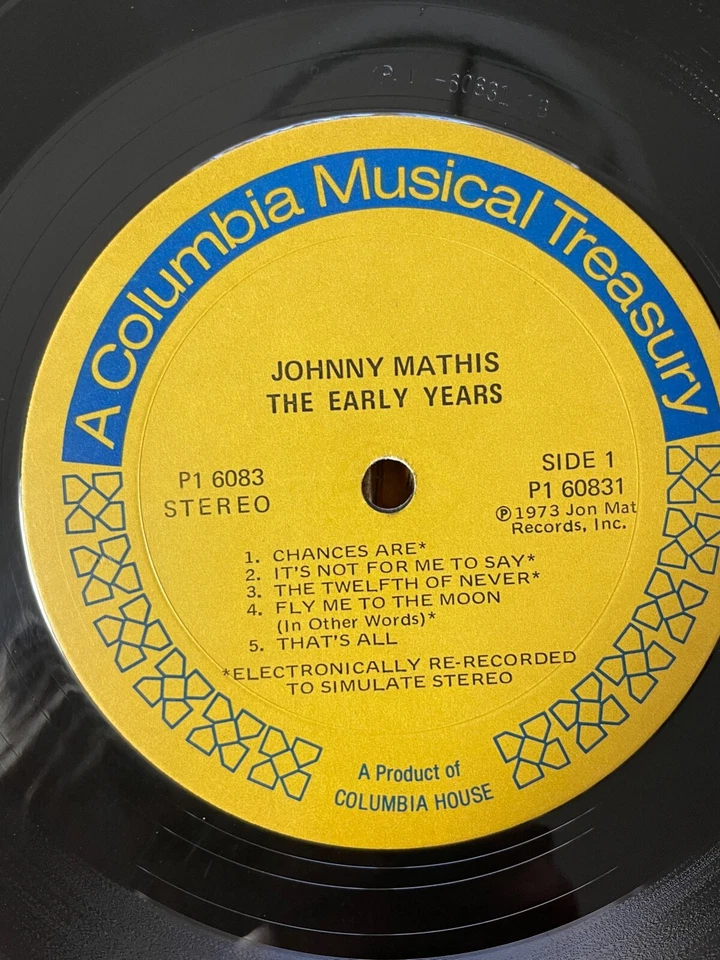 A Columbia Musical Treasury
JOHNNY MATHIS
THE EARLY YEARS
P1 6083
STEREO
SIDE 1
P1 60831
℗1973 Jon Mat
Records, Inc.
1. CHANCES ARE*
2. IT'S NOT FOR ME TO SAY*
3. THE TWELFTH OF NEVER*
4. FLY ME TO THE MOON
(In Other Words)*
5. THAT'S ALL
*ELECTRONICALLY RE-RECORDED
TO SIMULATE STEREO
A Product of
COLUMBIA HOUSE